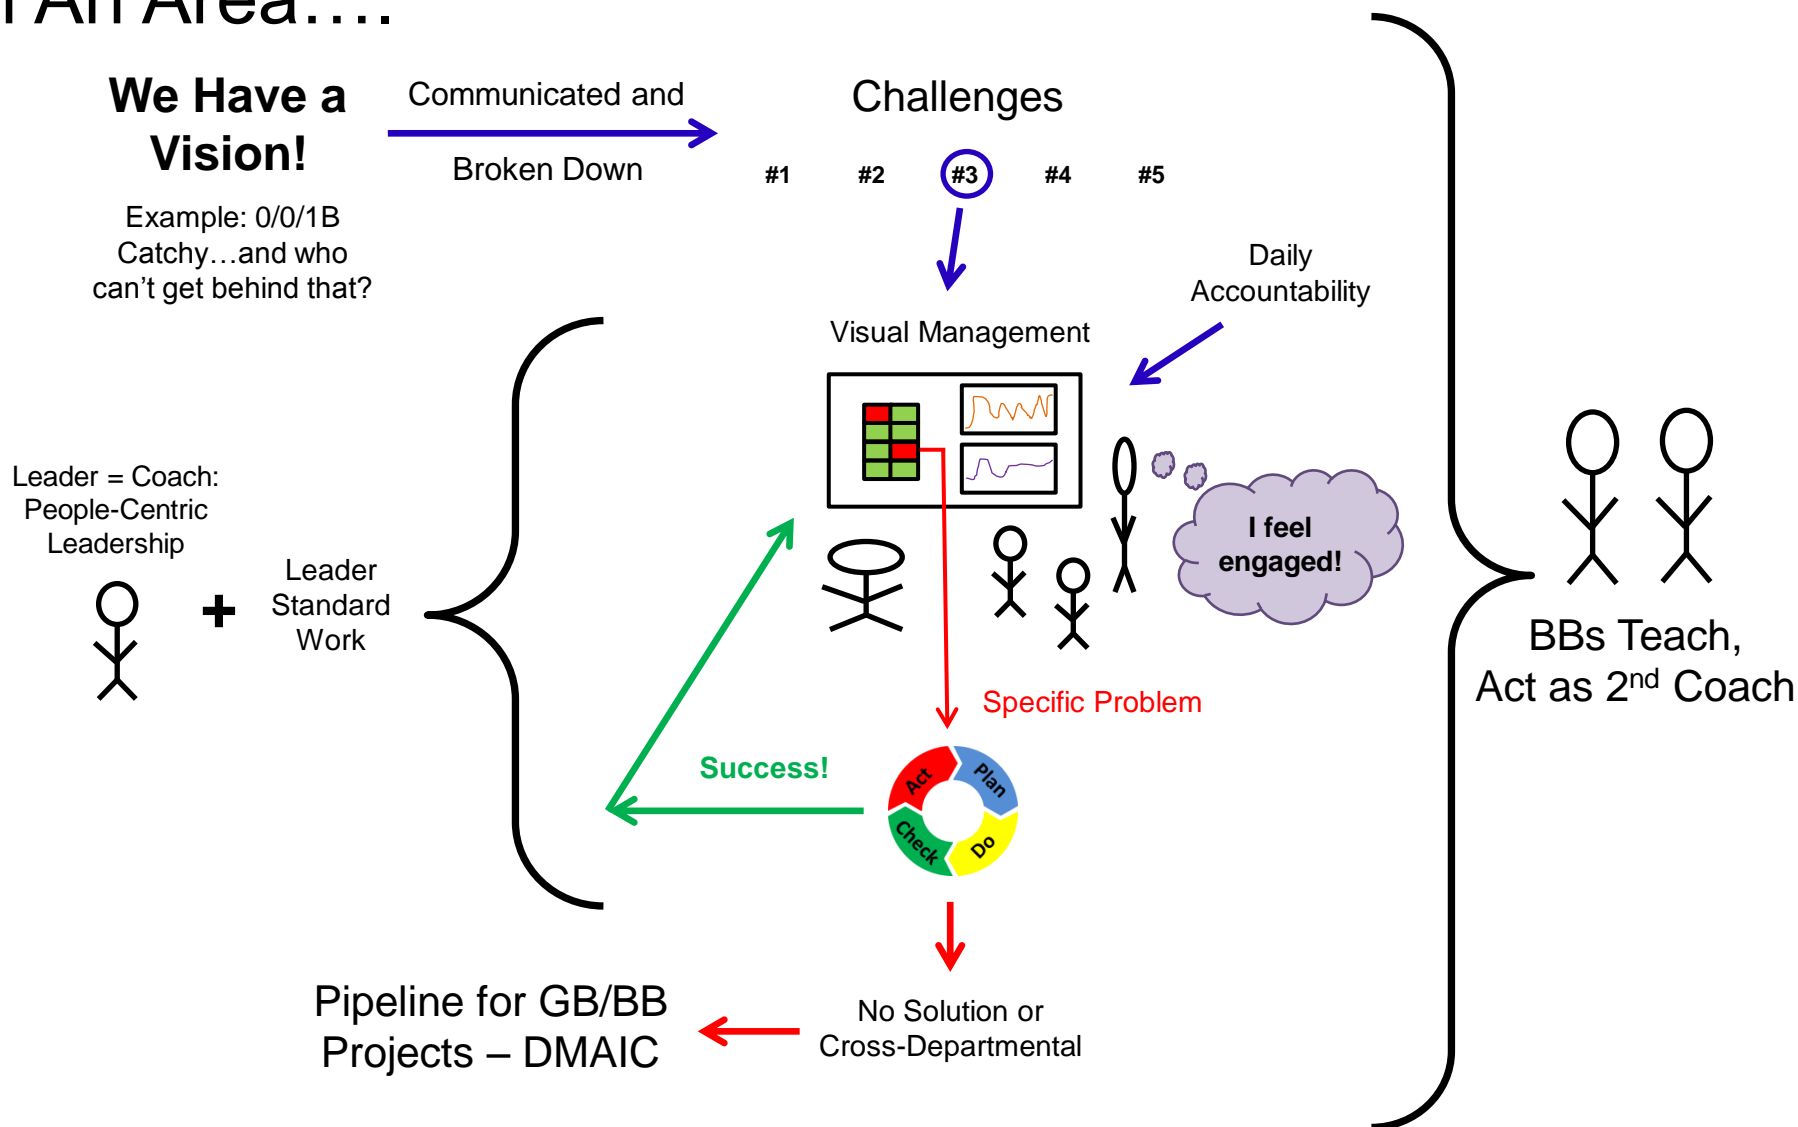 An Area….
We Have a
Vision!
Communicated and
Broken Down
Challenges
#1 #2 #3 #4 #5
Example: 0/0/1B
Catchy…and who
can’t get behind that?
Daily
Accountability
Visual Management
Leader = Coach:
People-Centric
Leadership
+
Leader
Standard
Work
I feel
engaged!
BBs Teach,
Act as 2nd Coach
Specific Problem
Success!
Act
Plan
Check
Do
No Solution or
Cross-Departmental
Pipeline for GB/BB
Projects – DMAIC